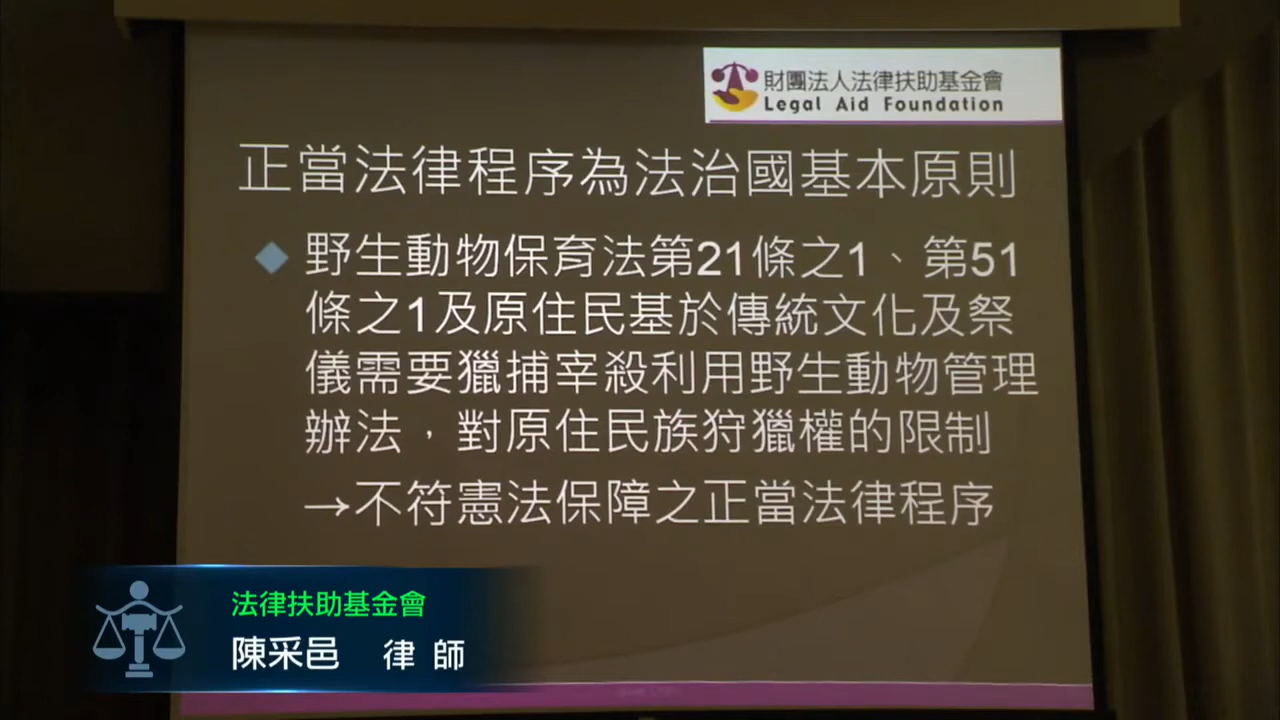 財團法人法律扶助基金會
Legal Aid Foundation
正當法律程序為法治國基本原則
野生動物保育法第21條之1、第51
條之1及原住民基於傳統文化及祭
儀需要獵捕宰殺利用野生動物管理
辦法，對原住民族狩獵權的限制
→不符憲法保障之正當法律程序
法律扶助基金會
陳采邑 律師